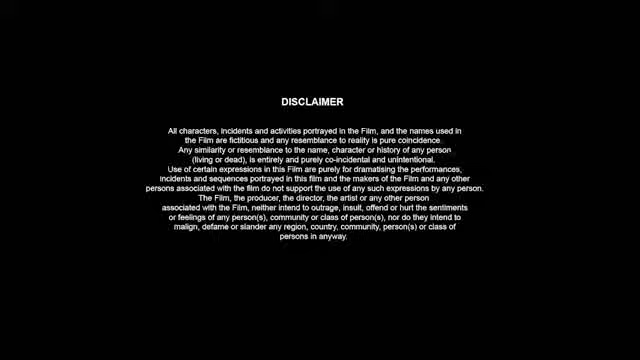 DISCLAIMER
All characters, incidents and activities portrayed in the Film, and the names used in
the Film are fictitious and any resemblance to reality is pure coincidence.
Any similarity or resemblance to the name, character or history of any person
(living or dead), is entirely and purely co-incidental and unintentional.
Use of certain expressions in this Film are purely for dramatising the performances,
incidents and sequences portrayed in this film and the makers of the Film and any other
persons associated with the film do not support the use of any such expressions by any person.
The Film, the producer, the director, the artist or any other person
associated with the Film, neither intend to outrage, insult, offend or hurt the sentiments
or feelings of any person(s), community or class of person(s), nor do they intend to
malign, defame or slander any region, country, community, person(s) or class of
persons in anyway.